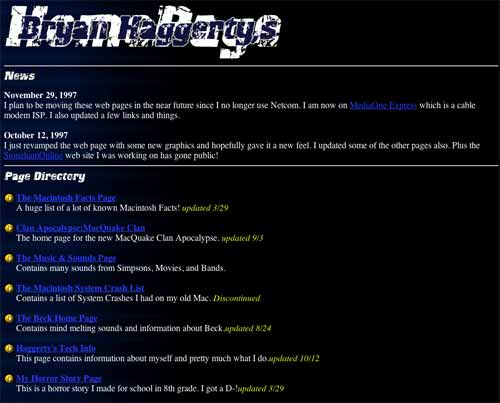 Home Page
Bryan Haggerty's
News
November 29, 1997
I plan to be moving these web pages in the near future since I no longer use Netcom. I am now on MediaOne Express which is a cable
modem ISP. I also updated a few links and things.
October 12, 1997
I just revamped the web page with some new graphics and hopefully gave it a new feel. I updated some of the other pages also. Plus the
StonehamOnline web site I was working on has gone public!
Page Directory
The Macintosh Facts Page
A huge list of a lot of known Macintosh Facts! updated 3/29
Clan Apocalypse:MacQuake Clan
The home page for the new MacQuake Clan Apocalypse. updated 9/3
The Music & Sounds Page
Contains many sounds from Simpsons, Movies, and Bands.
The Macintosh System Crash List
Contains a list of System Crashes I had on my old Mac. Discontinued
The Beck Home Page
Contains mind melting sounds and information about Beck.updated 8/24
Haggerty's Tech Info
This page contains information about myself and pretty much what I do.updated 10/12
My Horror Story Page
This is a horror story I made for school in 8th grade. I got a D-!updated 3/29